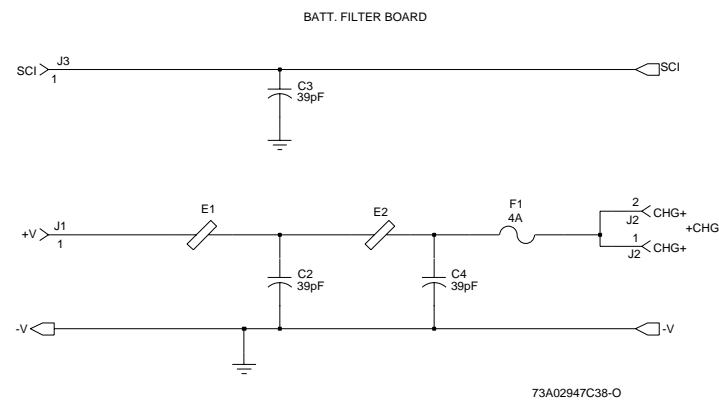 BATT. FILTER BOARD
SCI
J3
1
SCI
C3
39pF
+V
J1
1
E1
E2
F1
4A
2
J2
CHG+
+CHG
1
J2
CHG+
C2
39pF
C4
39pF
-V
-V
73A02947C38-O